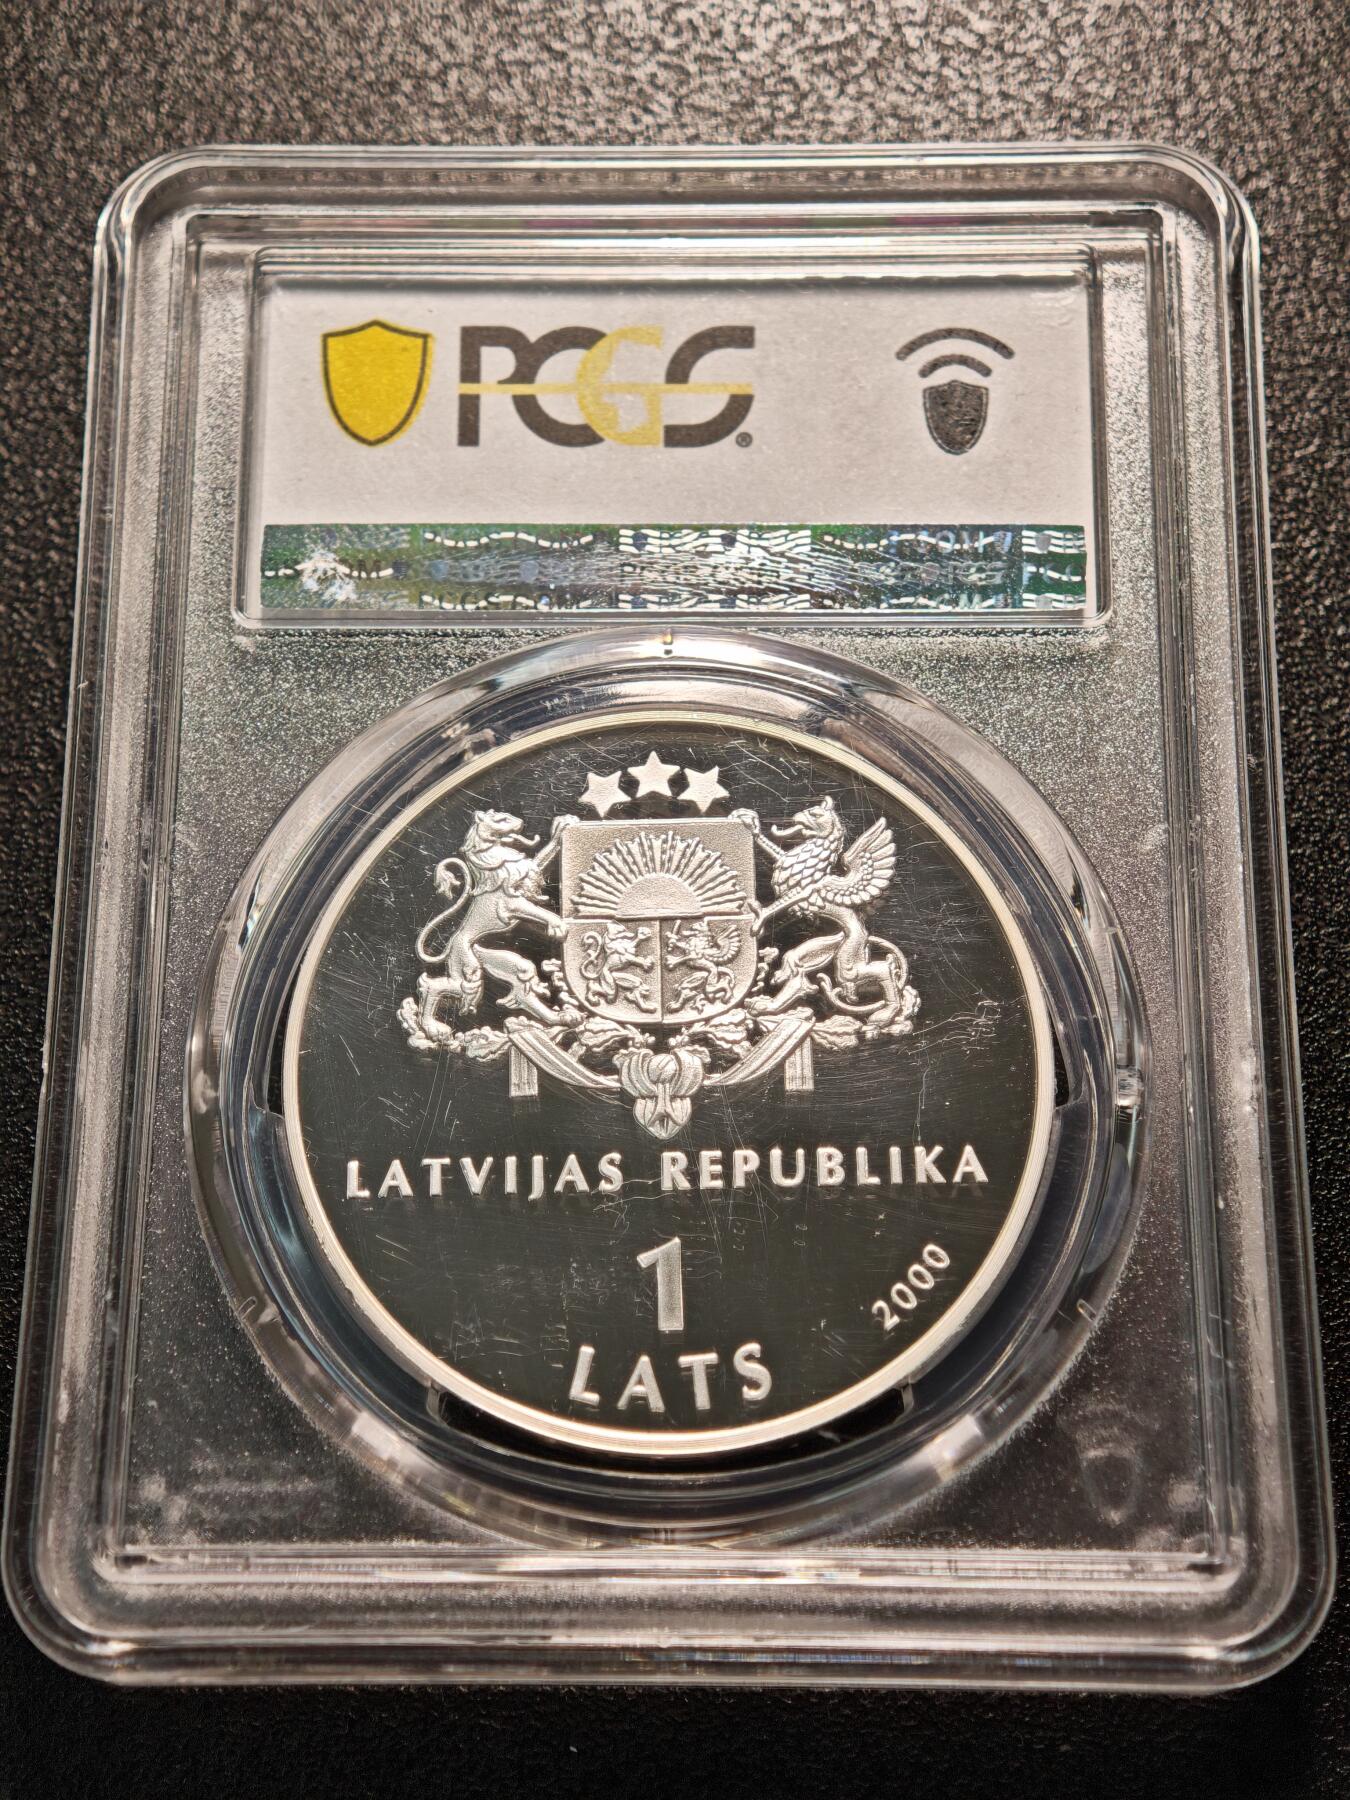 PCGS®
LATVIJAS REPUBLIKA
1
2000
LATS